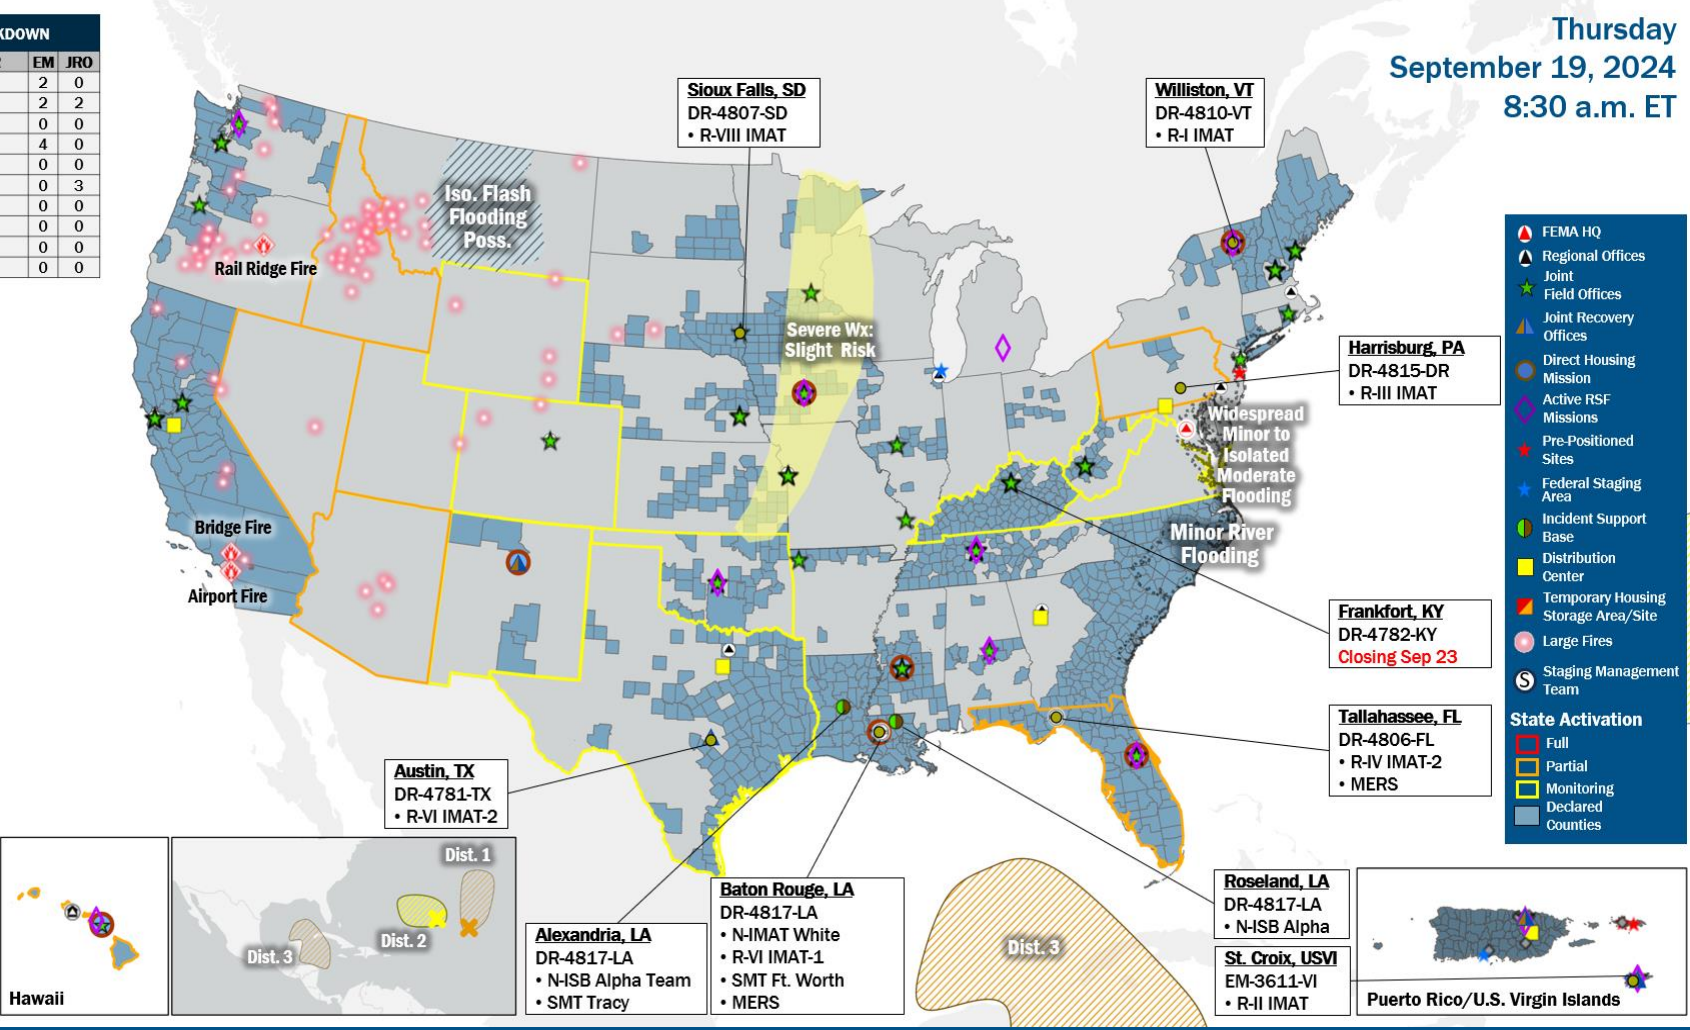 KDOWN
EM JRO
2 0
2 2
0 0
4 0
0 0
0 3
0 0
0 0
0 0
0 0
Thursday
September 19, 2024
8:30 a.m. ET
Sioux Falls, SD
DR-4807-SD
• R-VIII IMAT
Williston, VT
DR-4810-VT
• R-I IMAT
Iso. Flash
Flooding
Poss.
Rail Ridge Fire
Severe Wx:
Slight Risk
Harrisburg, PA
DR-4815-DR
• R-III IMAT
Widespread
Minor to
Isolated
Moderate
Flooding
Minor River
Flooding
Bridge Fire
Airport Fire
Frankfort, KY
DR-4782-KY
Closing Sep 23
Tallahassee, FL
DR-4806-FL
• R-IV IMAT-2
• MERS
Austin, TX
DR-4781-TX
• R-VI IMAT-2
Alexandria, LA
DR-4817-LA
• N-ISB Alpha Team
• SMT Tracy
Baton Rouge, LA
DR-4817-LA
• N-IMAT White
• R-VI IMAT-1
• SMT Ft. Worth
• MERS
Roseland, LA
DR-4817-LA
• N-ISB Alpha
St. Croix, USVI
EM-3611-VI
• R-II IMAT
Hawaii
Dist. 1
Dist. 2
Dist. 3
Dist. 3
Puerto Rico/U.S. Virgin Islands
FEMA HQ
Regional Offices
Joint
Field Offices
Joint Recovery
Offices
Direct Housing
Mission
Active RSF
Missions
Pre-Positioned
Sites
Federal Staging
Area
Incident Support
Base
Distribution
Center
Temporary Housing
Storage Area/Site
Large Fires
S
Staging Management
Team
State Activation
Full
Partial
Monitoring
Declared
Counties